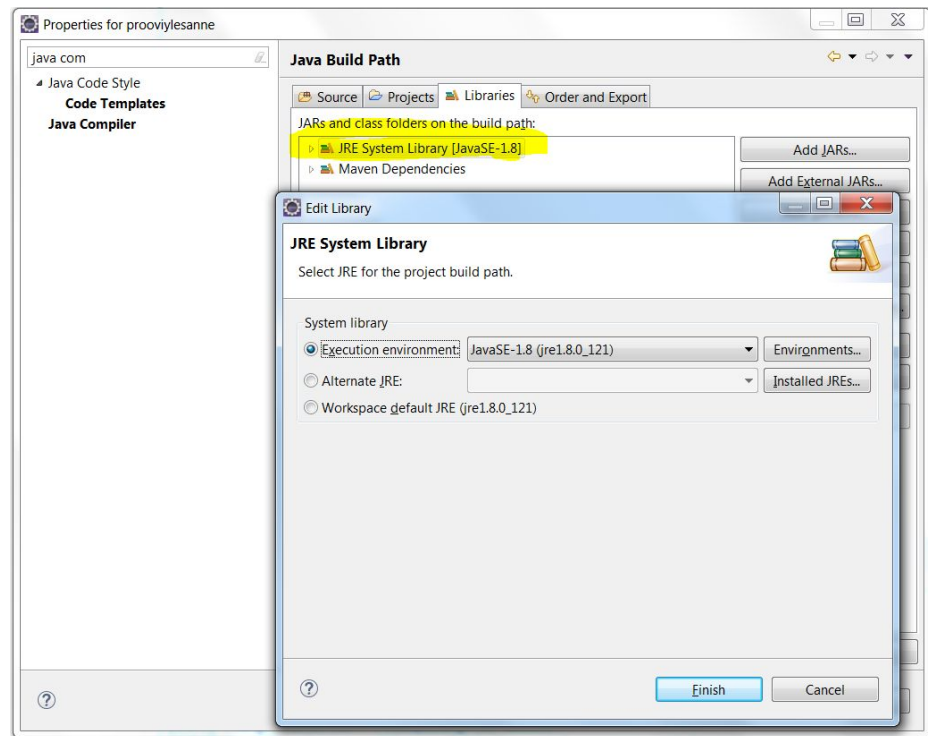 Properties for prooviylesanne
java com
Java Code Style
Code Templates
Java Compiler
Java Build Path
Source Projects Libraries Order and Export
JARs and class folders on the build path:
JRE System Library [JavaSE-1.8]
Maven Dependencies
Add JARs...
Add External JARs...
Edit Library
JRE System Library
Select JRE for the project build path.
System library
Execution environment: JavaSE-1.8 (jre1.8.0_121) Environments...
Alternate JRE: Installed JREs...
Workspace default JRE (jre1.8.0_121)
Finish Cancel